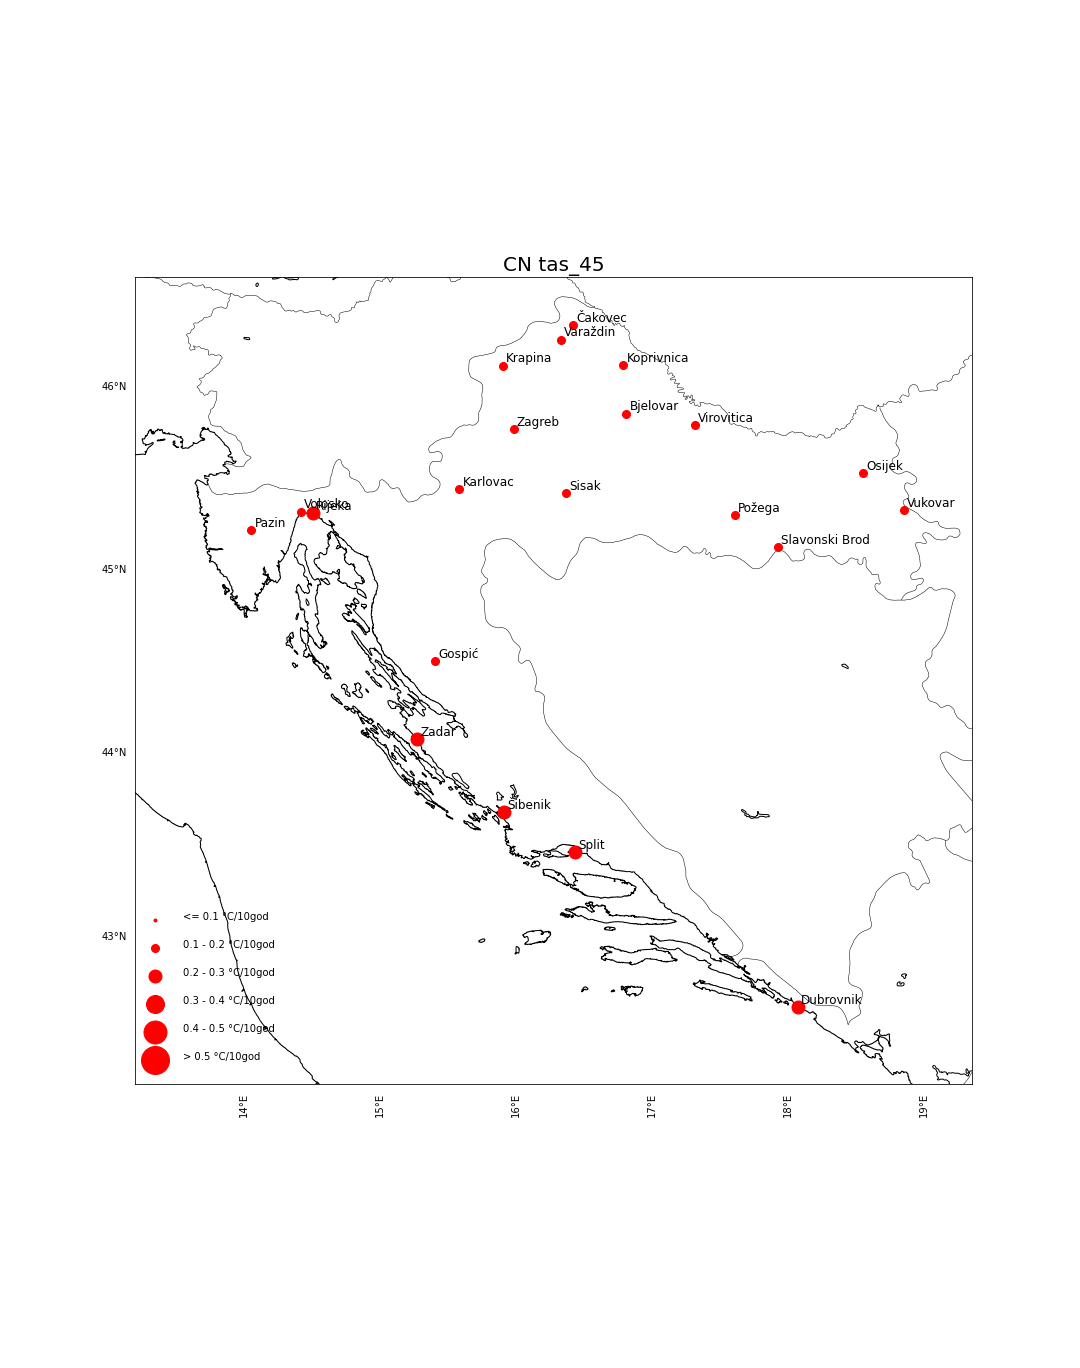 CN tas_45
Čakovec
Varaždin
Krapina
Koprivnica
46°N
Bjelovar
Virovitica
Zagreb
Osijek
Karlovac
Sisak
Volosko
Rijeka
Vukovar
Požega
Pazin
Slavonski Brod
45°N
Gospić
Zadar
44°N
Šibenik
Split
<= 0.1 °C/10god
43°N
0.1 - 0.2 °C/10god
0.2 - 0.3 °C/10god
0.3 - 0.4 °C/10god
Dubrovnik
0.4 - 0.5 °C/10god
> 0.5 °C/10god
14°E
15°E
16°E
17°E
18°E
19°E